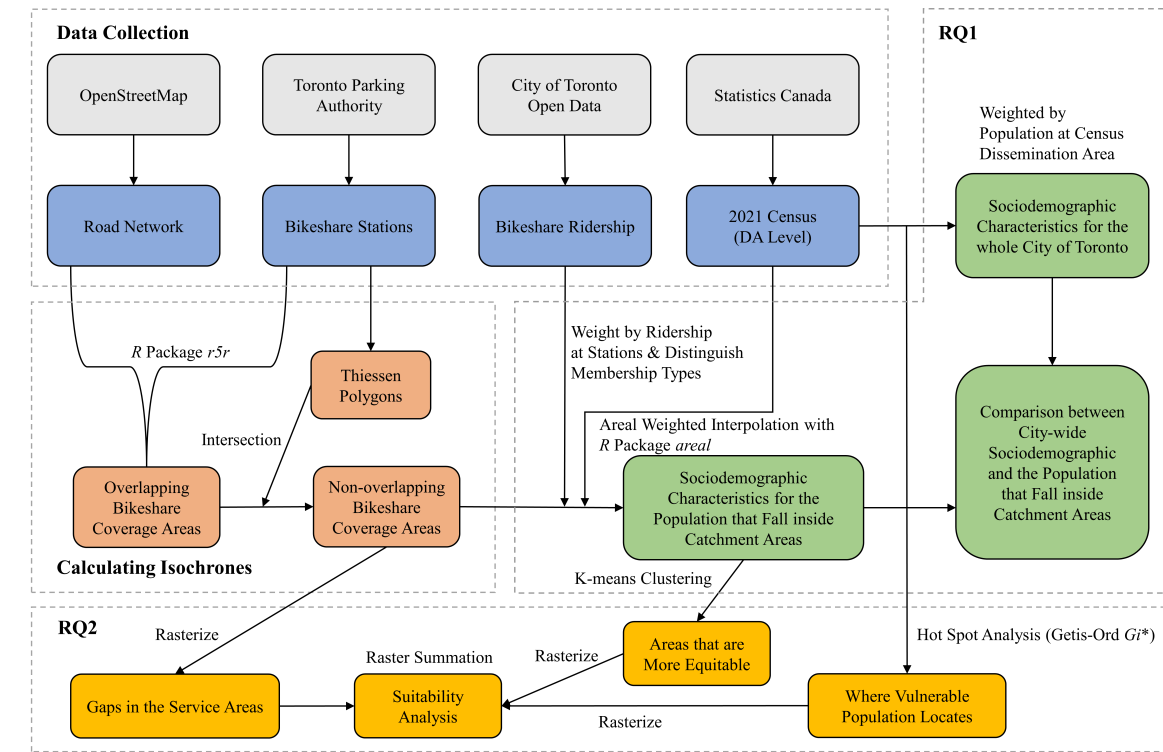 Data Collection
RQ1
OpenStreetMap
Toronto Parking
Authority
City of Toronto
Open Data
Statistics Canada
Weighted by
Population at Census
Dissemination Area
Road Network
Bikeshare Stations
Bikeshare Ridership
2021 Census
(DA Level)
Sociodemographic
Characteristics for the
whole City of Toronto
R Package r5r
Thiessen
Polygons
Weight by Ridership
at Stations & Distinguish
Membership Types
Intersection
Areal Weighted Interpolation with
R Package areal
Comparison between
City-wide
Sociodemographic
and the Population
that Fall inside
Catchment Areas
Overlapping
Bikeshare
Coverage Areas
Non-overlapping
Bikeshare
Coverage Areas
Sociodemographic
Characteristics for the
Population that Fall inside
Catchment Areas
Calculating Isochrones
K-means Clustering
RQ2
Rasterize
Raster Summation
Rasterize
Areas that are
More Equitable
Hot Spot Analysis (Getis-Ord Gi*)
Gaps in the Service Areas
Suitability
Analysis
Rasterize
Where Vulnerable
Population Locates